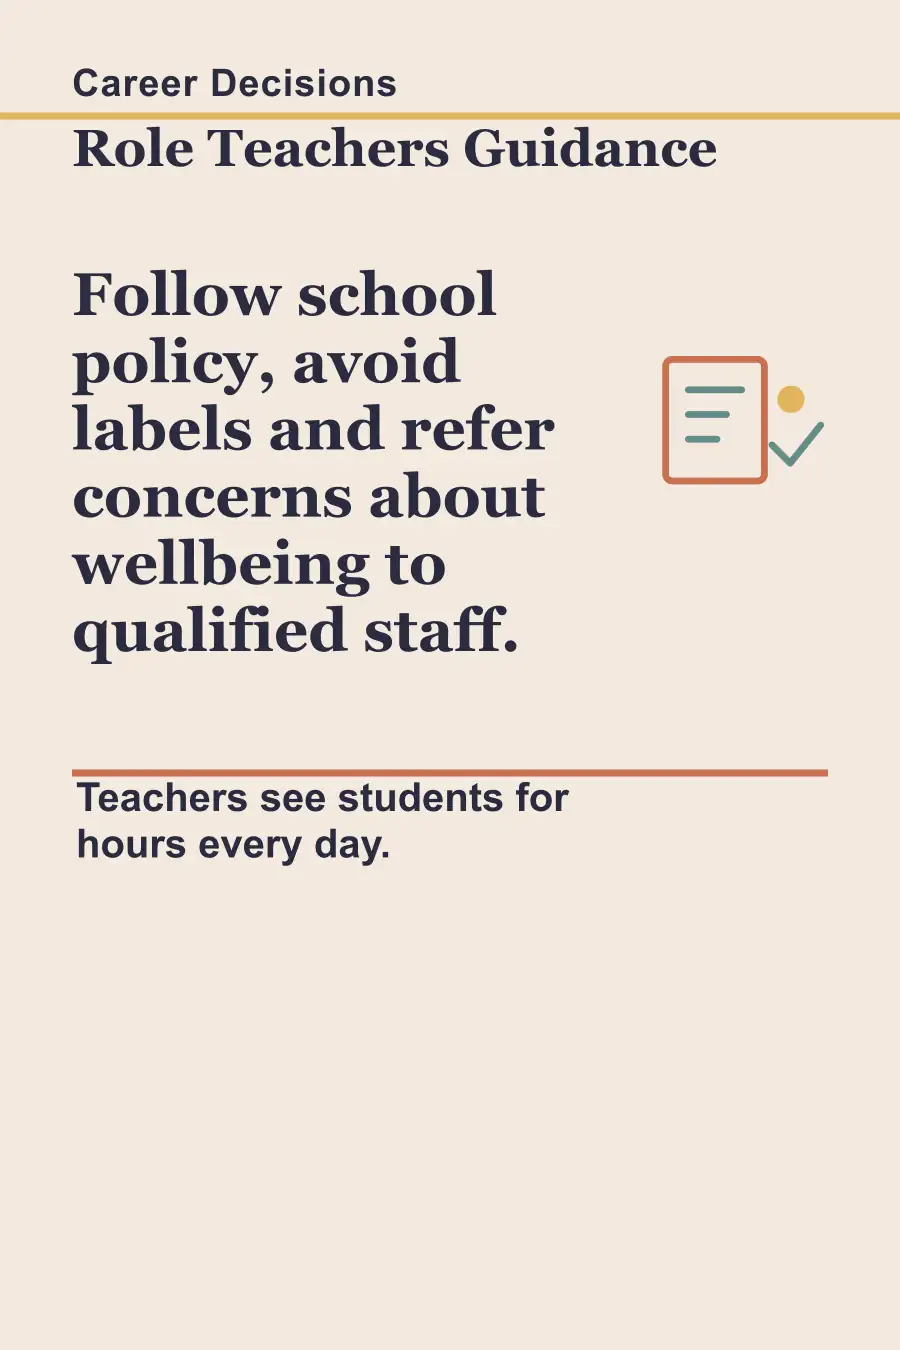 Career Decisions
Role Teachers Guidance
Follow school
policy, avoid
labels and refer
concerns about
wellbeing to
qualified staff.
Teachers see students for
hours every day.